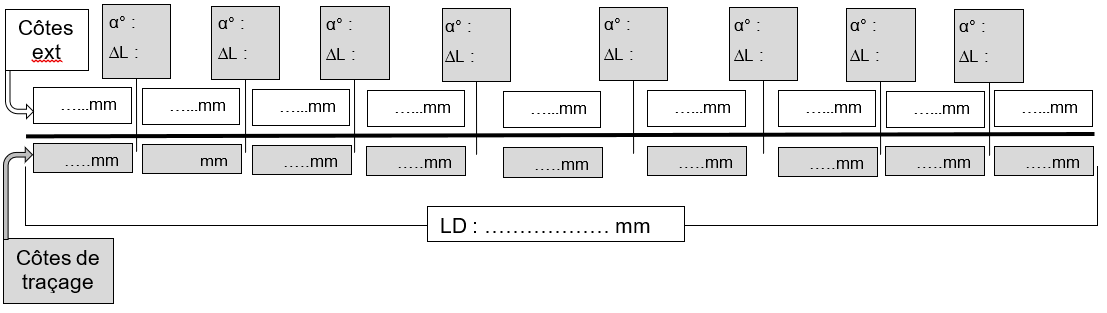 Côtes
ext
α° :
ΔL :
α° :
ΔL :
α° :
ΔL :
α° :
ΔL :
α° :
ΔL :
α° :
ΔL :
α° :
ΔL :
α° :
ΔL :
…...mm
…...mm
…...mm
…...mm
…...mm
…...mm
…...mm
…...mm
…...mm
…..mm
mm
…..mm
…..mm
…..mm
…..mm
…..mm
…..mm
…..mm
LD : ……………… mm
Côtes de
traçage